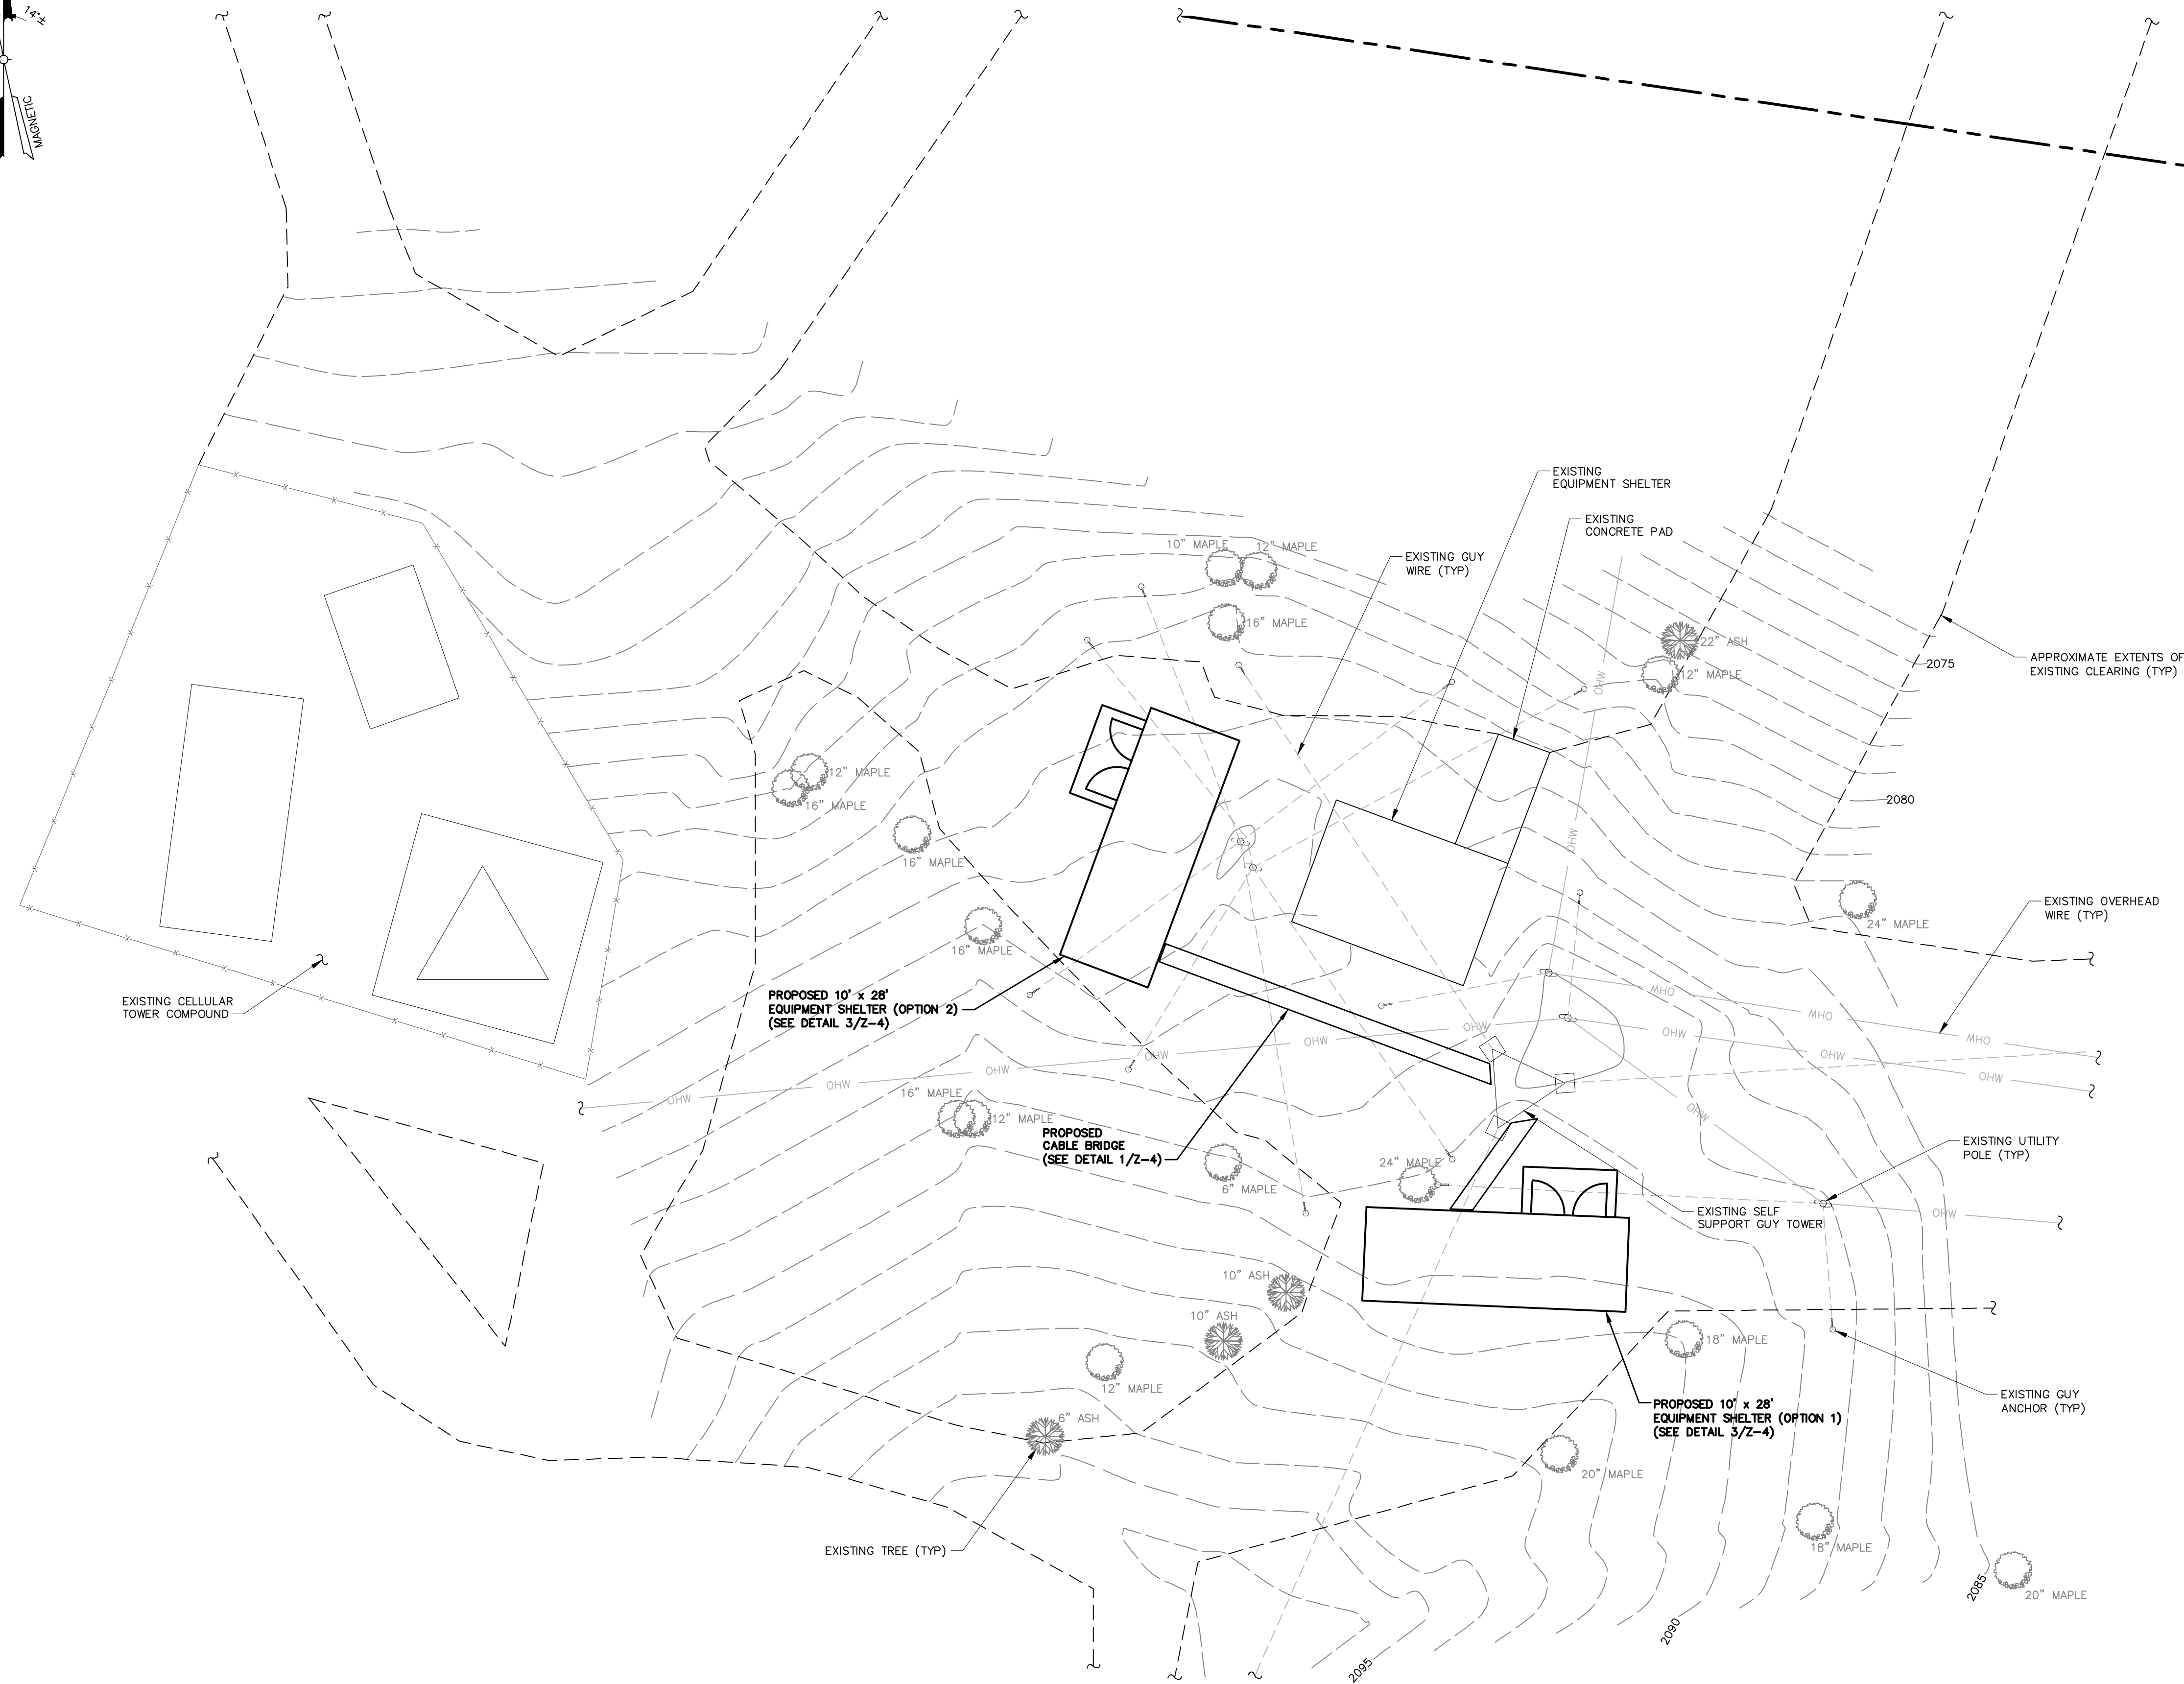 14°±
MAGNETIC
EXISTING
EQUIPMENT SHELTER
EXISTING
CONCRETE PAD
EXISTING GUY
WIRE (TYP)
10" MAPLE
12" MAPLE
16" MAPLE
22" ASH
12" MAPLE
OHW
2075
APPROXIMATE EXTENTS OF
EXISTING CLEARING (TYP)
12" MAPLE
16" MAPLE
16" MAPLE
OHW
2080
24" MAPLE
EXISTING OVERHEAD
WIRE (TYP)
16" MAPLE
EXISTING CELLULAR
TOWER COMPOUND
PROPOSED 10' x 28'
EQUIPMENT SHELTER (OPTION 2)
(SEE DETAIL 3/Z-4)
OHW
OHW
OHW
OHW
OHW
OHW
OHW
OHW
OHW
OHW
OHW
OHW
OHW
16" MAPLE
12" MAPLE
PROPOSED
CABLE BRIDGE
(SEE DETAIL 1/Z-4)
6" MAPLE
24" MAPLE
EXISTING UTILITY
POLE (TYP)
EXISTING SELF
SUPPORT GUY TOWER
OHW
10" ASH
10" ASH
12" MAPLE
6" ASH
18" MAPLE
EXISTING GUY
ANCHOR (TYP)
PROPOSED 10' x 28'
EQUIPMENT SHELTER (OPTION 1)
(SEE DETAIL 3/Z-4)
20" MAPLE
EXISTING TREE (TYP)
18" MAPLE
20" MAPLE
2085
2090
2095